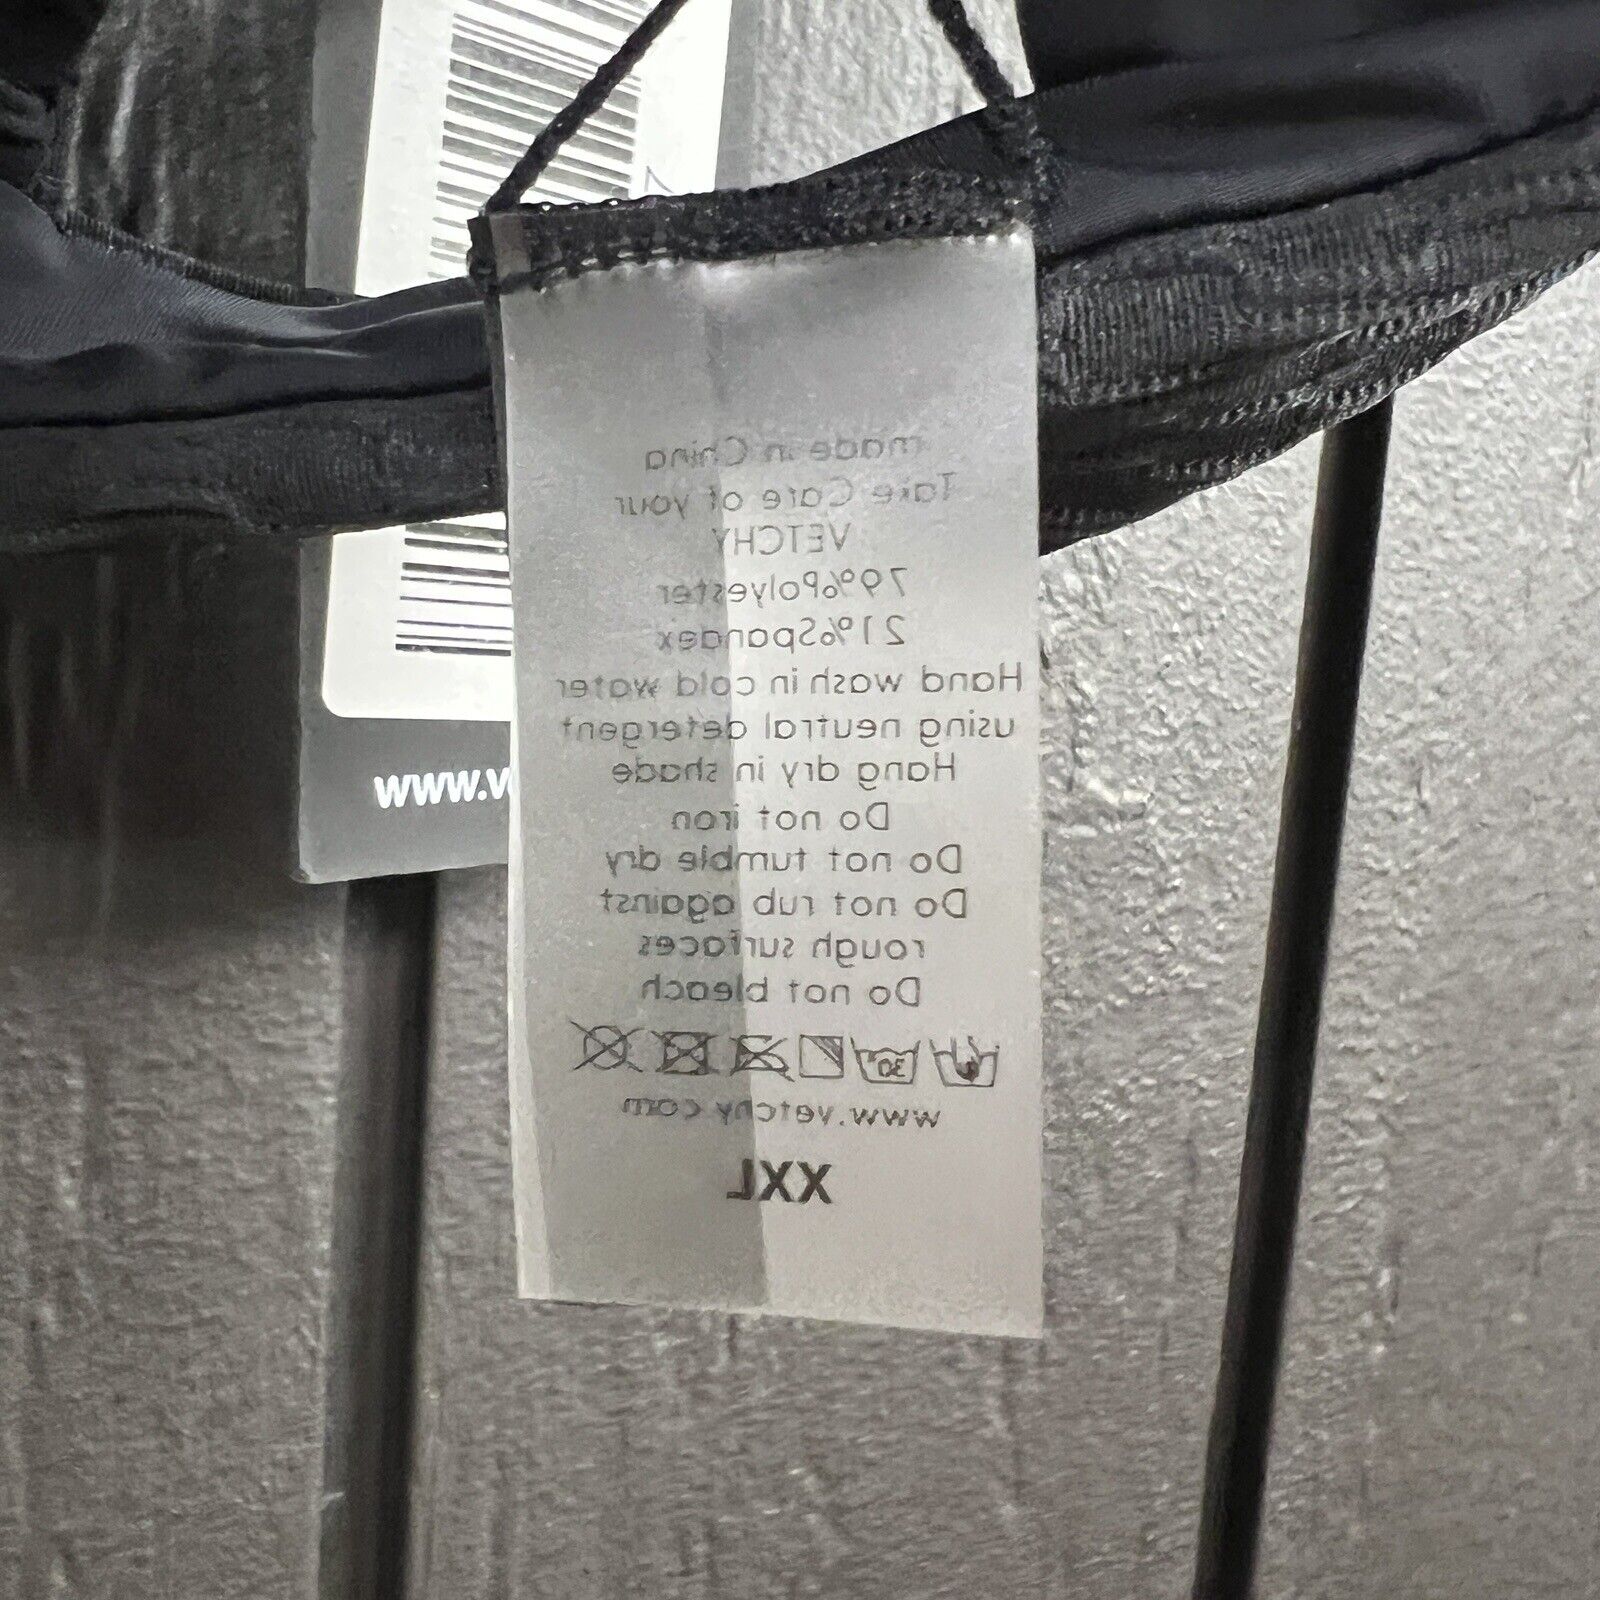 made in China
Take Care of your
VETCHY
79%Polyester
21%Spandex
Hand wash in cold water
using neutral detergent
Hang dry in shade
Do not iron
Do not tumble dry
Do not rub against
rough surfaces
Do not bleach
30
www.vetchy.com
XXL
www.v